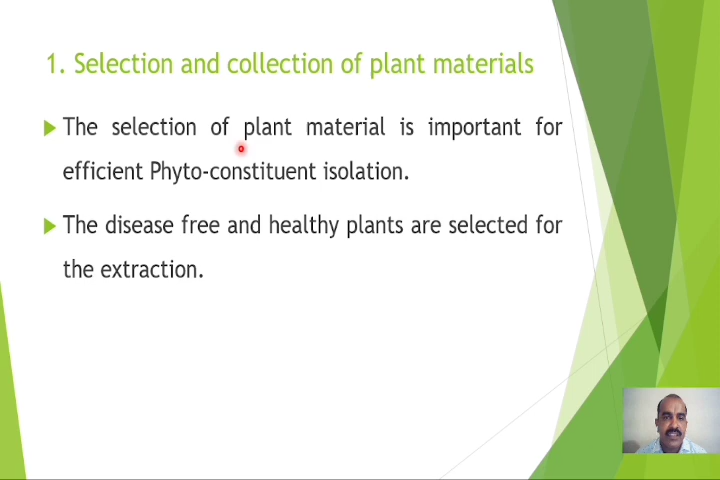 1. Selection and collection of plant materials
The selection of plant material is important for
efficient Phyto-constituent isolation.
The disease free and healthy plants are selected for
the extraction.